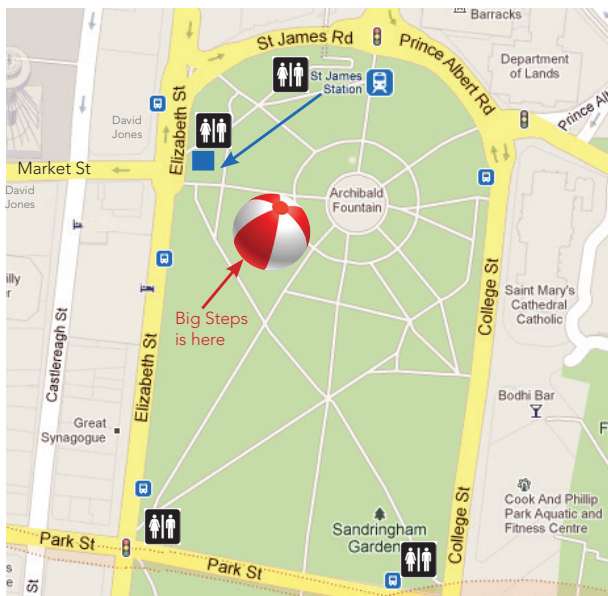 Barracks
St James Rd
Prince Albert Rd
Department
of Lands
St James
Station
Elizabeth St
David
Jones
Prince Al
Market St
David
Jones
Archibald
Fountain
Castlereagh St
Big Steps
is here
College St
Saint Mary's
Cathedral
Catholic
Elizabeth St
Bodhi Bar
Great
Synagogue
Cook And Phillip
Park Aquatic and
Fitness Centre
Sandringham
Garden
College St
Park St
Park St
St